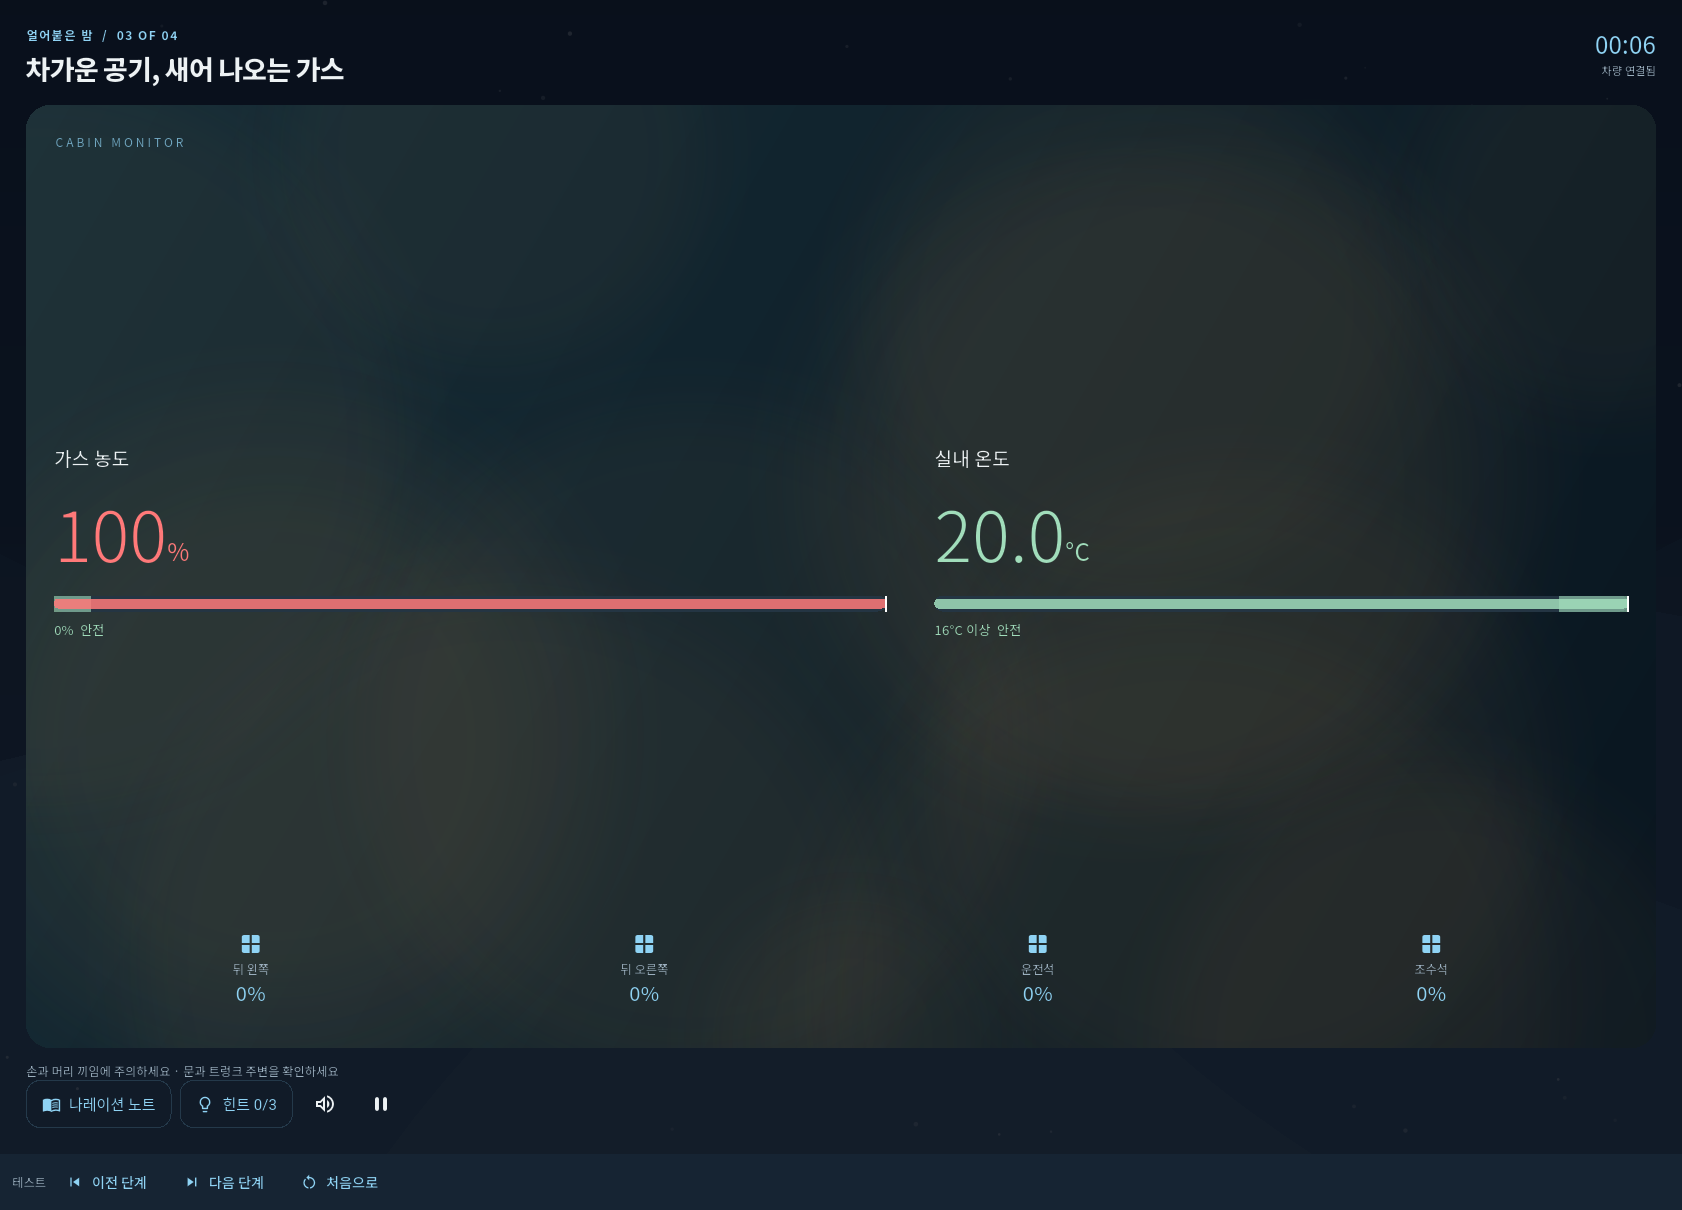 얼어붙은 밤 / 03 OF 04
차가운 공기, 새어 나오는 가스
00:06
차량 연결됨
CABIN MONITOR
가스 농도
100%
0% 안전
실내 온도
20.0°C
16°C 이상 안전
뒤 왼쪽
0%
뒤 오른쪽
0%
운전석
0%
조수석
0%
손과 머리 끼임에 주의하세요 · 문과 트렁크 주변을 확인하세요
나레이션 노트
힌트 0/3
테스트
이전 단계
다음 단계
처음으로